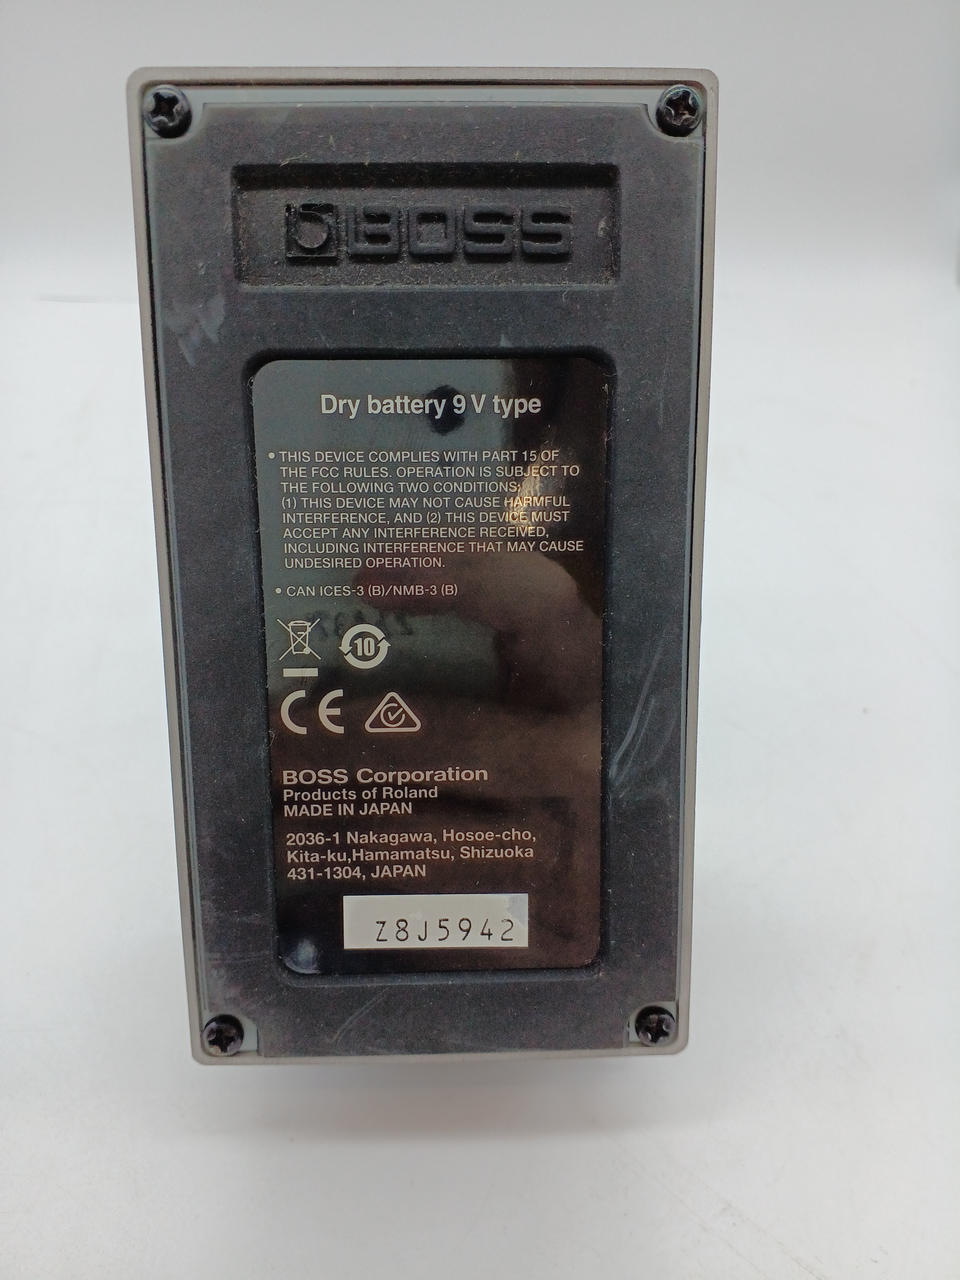 BOSS
Dry battery 9 V type
• THIS DEVICE COMPLIES WITH PART 15 OF
THE FCC RULES. OPERATION IS SUBJECT TO
THE FOLLOWING TWO CONDITIONS:
(1) THIS DEVICE MAY NOT CAUSE HARMFUL
INTERFERENCE, AND (2) THIS DEVICE MUST
ACCEPT ANY INTERFERENCE RECEIVED,
INCLUDING INTERFERENCE THAT MAY CAUSE
UNDESIRED OPERATION.
• CAN ICES-3 (B)/NMB-3 (B)
10
CE
BOSS Corporation
Products of Roland
MADE IN JAPAN
2036-1 Nakagawa, Hosoe-cho,
Kita-ku,Hamamatsu, Shizuoka
431-1304, JAPAN
Z8J5942